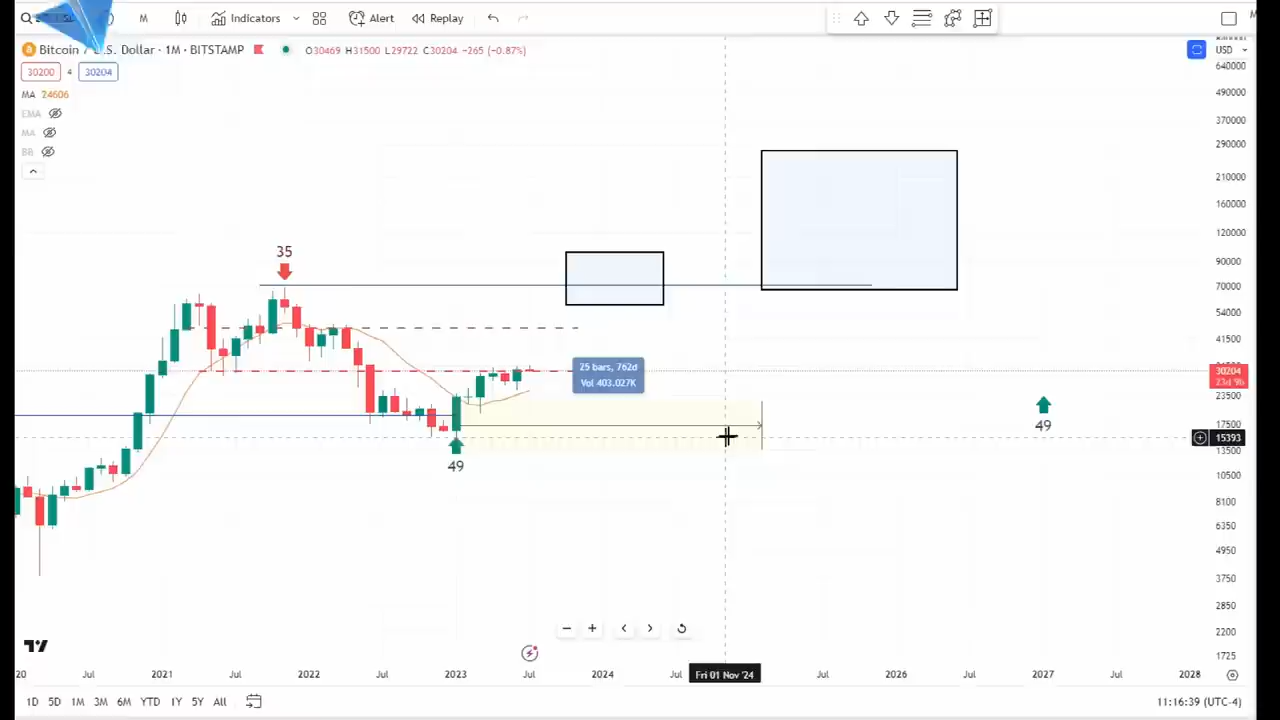 M Indicators Alert Replay
Bitcoin / U.S. Dollar · 1M · BITSTAMP O30469 H31500 L29722 C30204 −265 (−0.87%)
USD
30200 4 30204
MA 24606
EMA
MA
BB
640000
490000
370000
290000
210000
160000
120000
90000
70000
54000
41500
30204
23d 9h
23500
17500
15393
13500
10500
8100
6350
4950
3750
2850
2200
1725
35
25 bars, 762d
Vol 403.027K
49
49
20 Jul 2021 Jul 2022 Jul 2023 Jul 2024 Jul Fri 01 Nov '24 Jul 2026 Jul 2027 Jul 2028
1D 5D 1M 3M 6M YTD 1Y 5Y All 11:16:39 (UTC-4)